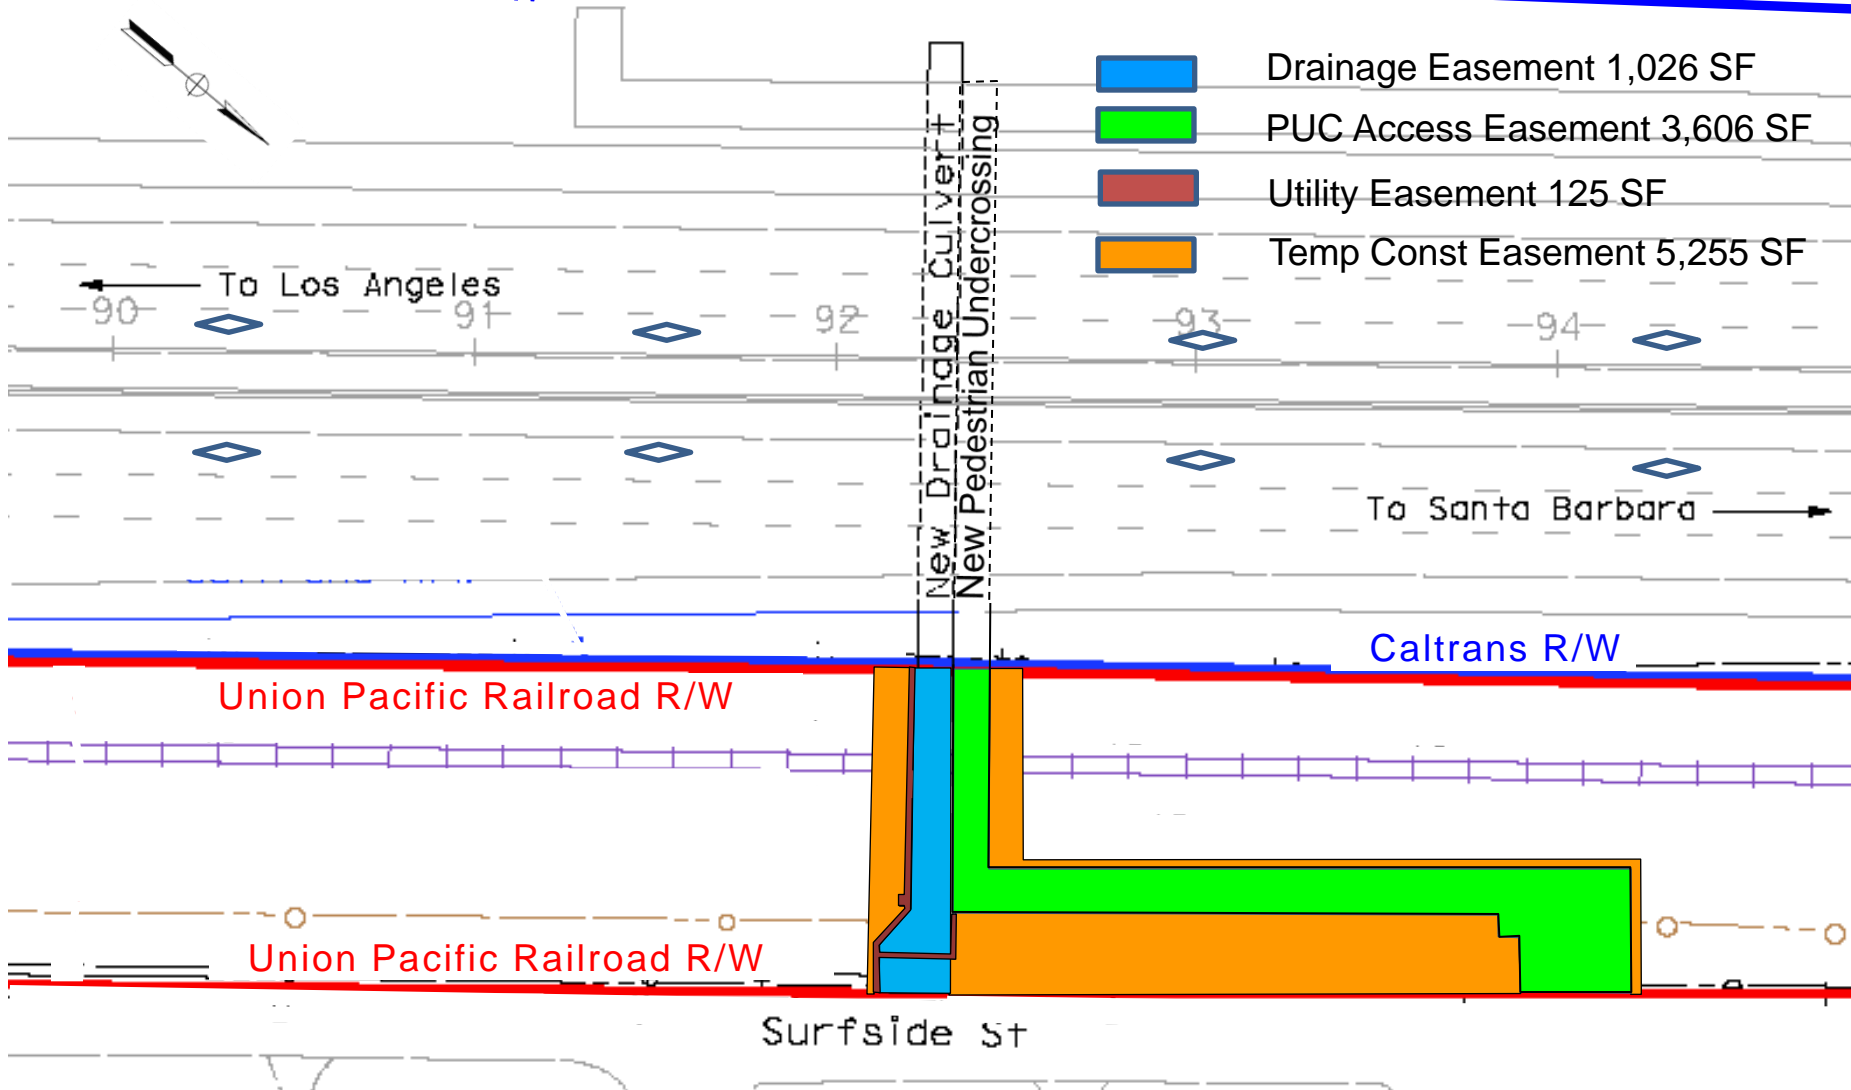 Drainage Easement 1,026 SF
PUC Access Easement 3,606 SF
Utility Easement 125 SF
Temp Const Easement 5,255 SF
New Drainage Culvert
New Pedestrian Undercrossing
To Los Angeles
90
91
92
93
94
To Santa Barbara
Caltrans R/W
Union Pacific Railroad R/W
Union Pacific Railroad R/W
Surfside St